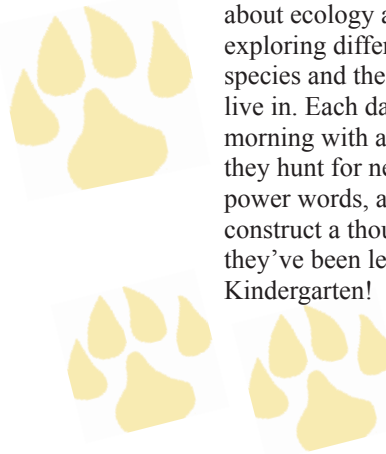 about ecology a
exploring differe
species and the
live in. Each da
morning with a
they hunt for ne
power words, a
construct a thou
they’ve been le
Kindergarten!